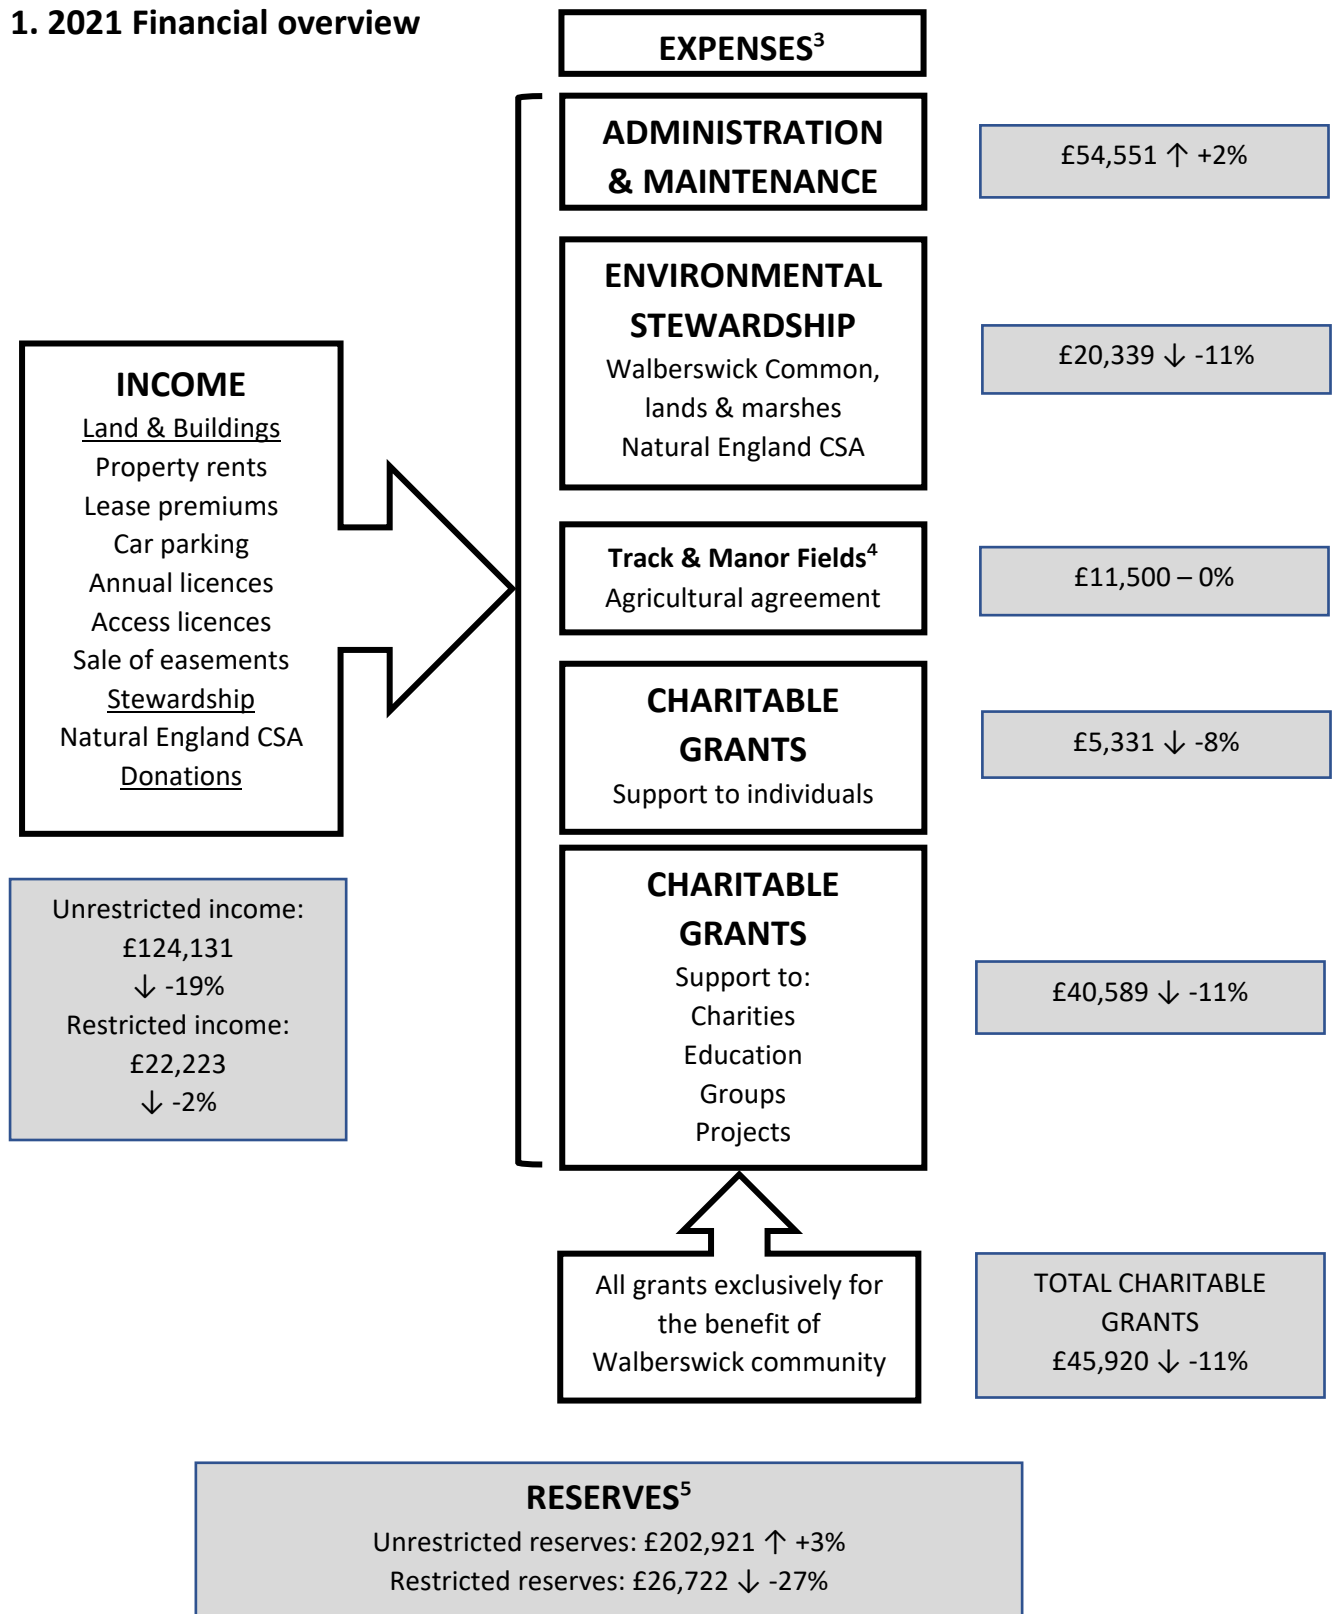 1. 2021 Financial overview
EXPENSES³
ADMINISTRATION
& MAINTENANCE
£54,551 ↑ +2%
ENVIRONMENTAL
STEWARDSHIP
Walberswick Common,
lands & marshes
Natural England CSA
£20,339 ↓ -11%
INCOME
Land & Buildings
Property rents
Lease premiums
Car parking
Annual licences
Access licences
Sale of easements
Stewardship
Natural England CSA
Donations
Track & Manor Fields⁴
Agricultural agreement
£11,500 – 0%
CHARITABLE
GRANTS
Support to individuals
£5,331 ↓ -8%
Unrestricted income:
£124,131
↓ -19%
Restricted income:
£22,223
↓ -2%
CHARITABLE
GRANTS
Support to:
Charities
Education
Groups
Projects
£40,589 ↓ -11%
All grants exclusively for
the benefit of
Walberswick community
TOTAL CHARITABLE
GRANTS
£45,920 ↓ -11%
RESERVES⁵
Unrestricted reserves: £202,921 ↑ +3%
Restricted reserves: £26,722 ↓ -27%